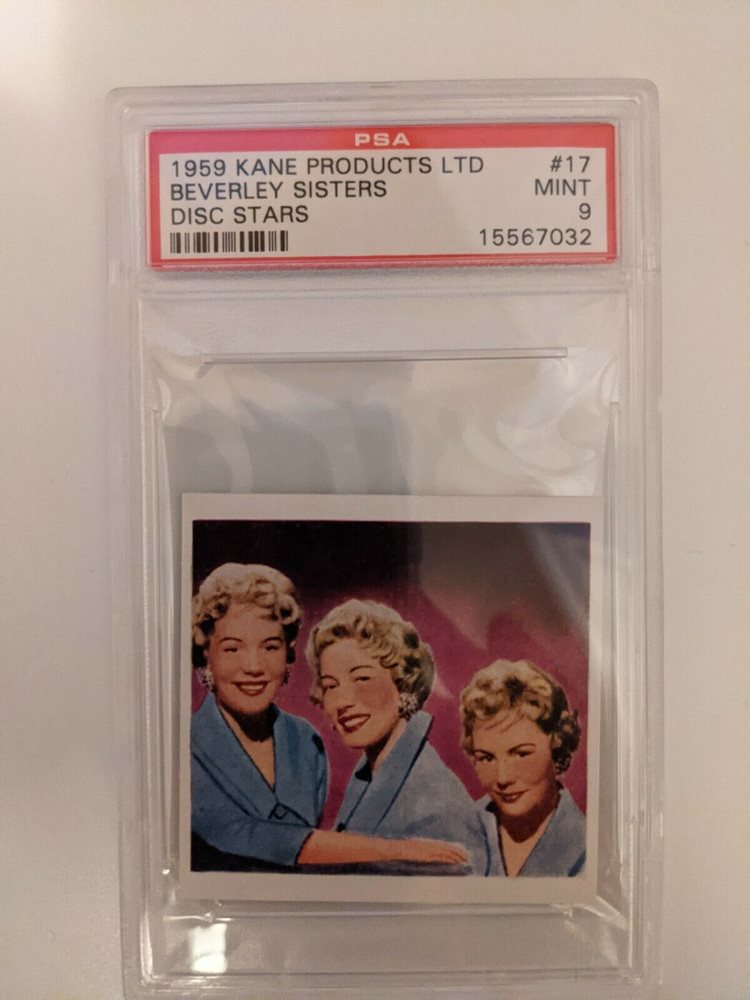 PSA
1959 KANE PRODUCTS LTD #17
BEVERLEY SISTERS MINT
DISC STARS 9
15567032